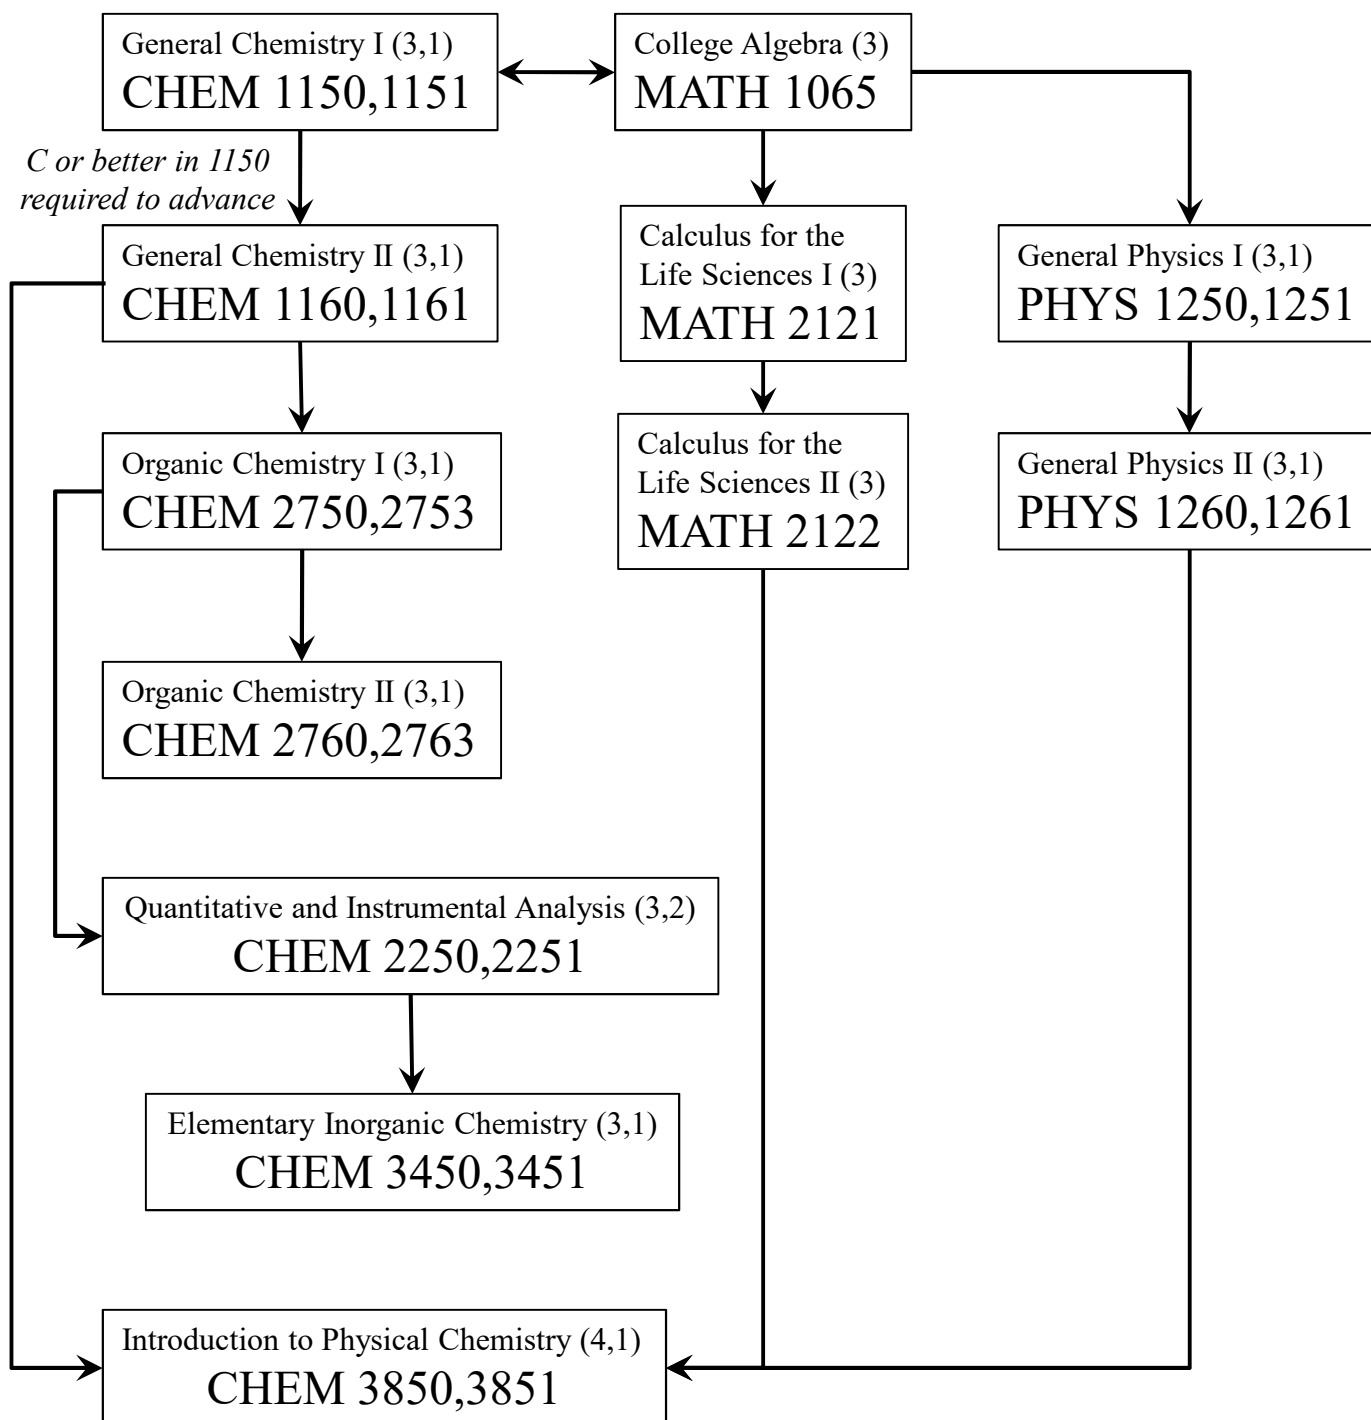 General Chemistry I (3,1)
CHEM 1150,1151
College Algebra (3)
MATH 1065
C or better in 1150
required to advance
General Chemistry II (3,1)
CHEM 1160,1161
Calculus for the
Life Sciences I (3)
MATH 2121
General Physics I (3,1)
PHYS 1250,1251
Organic Chemistry I (3,1)
CHEM 2750,2753
Calculus for the
Life Sciences II (3)
MATH 2122
General Physics II (3,1)
PHYS 1260,1261
Organic Chemistry II (3,1)
CHEM 2760,2763
Quantitative and Instrumental Analysis (3,2)
CHEM 2250,2251
Elementary Inorganic Chemistry (3,1)
CHEM 3450,3451
Introduction to Physical Chemistry (4,1)
CHEM 3850,3851